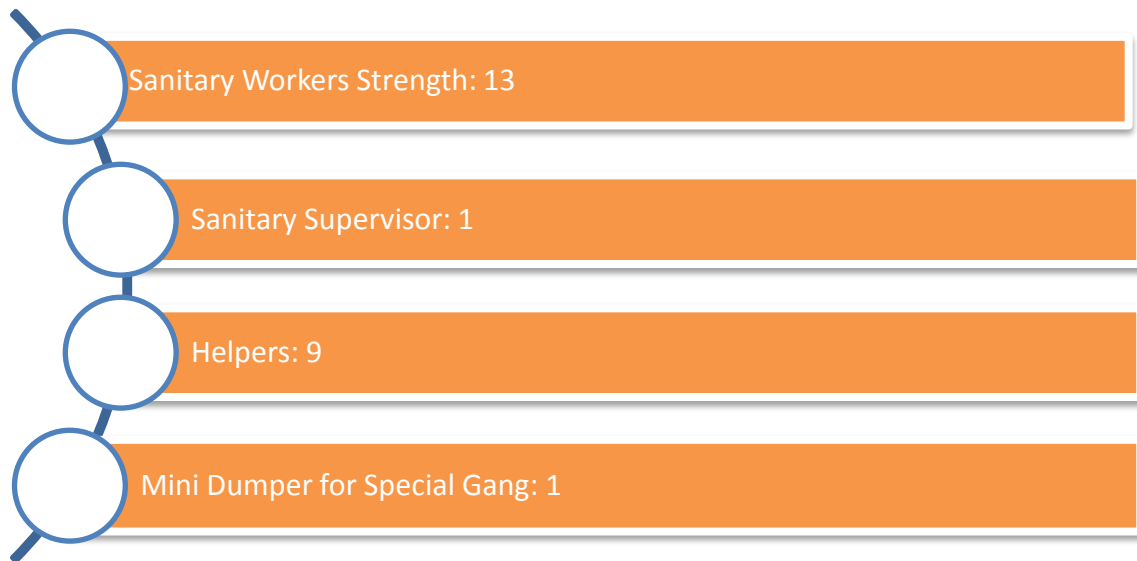 Sanitary Workers Strength: 13
Sanitary Supervisor: 1
Helpers: 9
Mini Dumper for Special Gang: 1